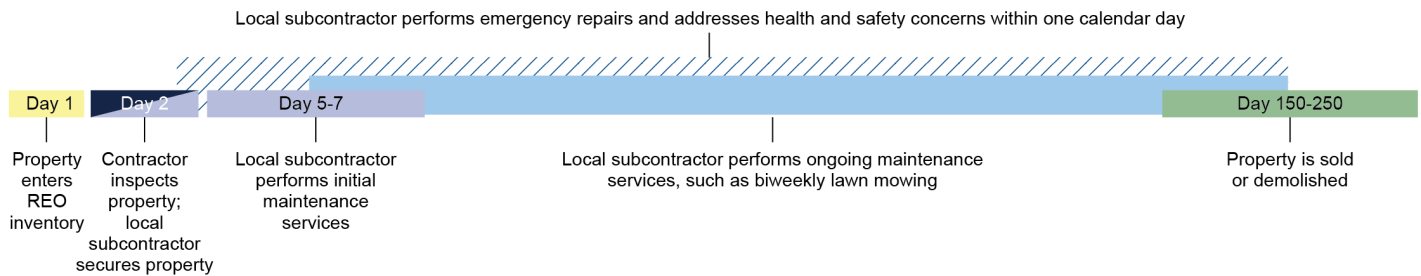 Local subcontractor performs emergency repairs and addresses health and safety concerns within one calendar day
Day 1
Day 2
Day 5-7
Day 150-250
Property
enters
REO
inventory
Contractor
inspects
property;
local
subcontractor
secures property
Local subcontractor
performs initial
maintenance
services
Local subcontractor performs ongoing maintenance
services, such as biweekly lawn mowing
Property is sold
or demolished